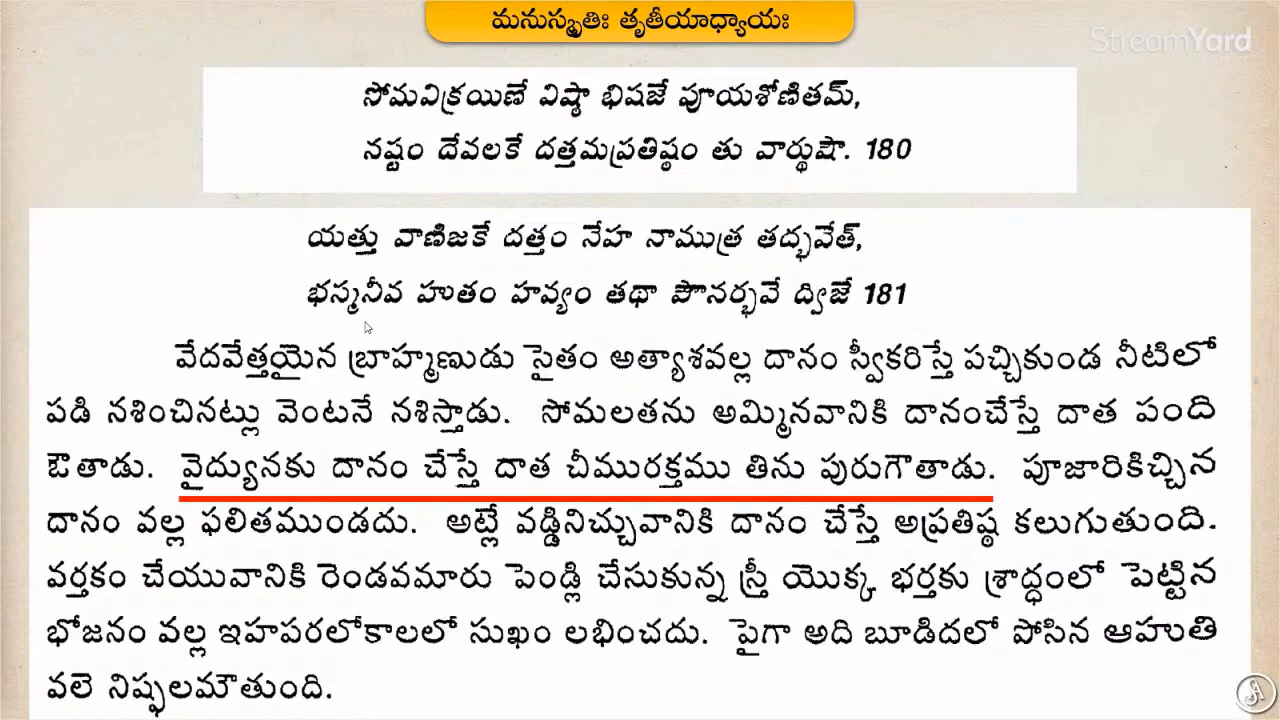 మనుస్మృతిః తృతీయాధ్యాయః
StreamYard
సోమవిక్రయిణే విష్ఠా భిషజే పూయశోణితమ్,
నష్టం దేవలకే దత్తమప్రతిష్ఠం తు వార్ధుషౌ. 180
యత్తు వాణిజకే దత్తం నేహ నాముత్ర తద్భవేత్,
భస్మనీవ హుతం హవ్యం తథా పౌనర్భవే ద్విజే 181
వేదవేత్తయైన బ్రాహ్మణుడు సైతం అత్యాశవల్ల దానం స్వీకరిస్తే పచ్చికుండ నీటిలో
పడి నశించినట్లు వెంటనే నశిస్తాడు. సోమలతను అమ్మినవానికి దానంచేస్తే దాత పంది
ఔతాడు. వైద్యునకు దానం చేస్తే దాత చీమురక్తము తిను పురుగౌతాడు. పూజారికిచ్చిన
దానం వల్ల ఫలితముండదు. అట్లే వడ్డినిచ్చువానికి దానం చేస్తే అప్రతిష్ఠ కలుగుతుంది.
వర్తకం చేయువానికి రెండవమారు పెండ్లి చేసుకున్న స్త్రీ యొక్క భర్తకు శ్రాద్ధంలో పెట్టిన
భోజనం వల్ల ఇహపరలోకాలలో సుఖం లభించదు. పైగా అది బూడిదలో పోసిన ఆహుతి
వలె నిష్ఫలమౌతుంది.